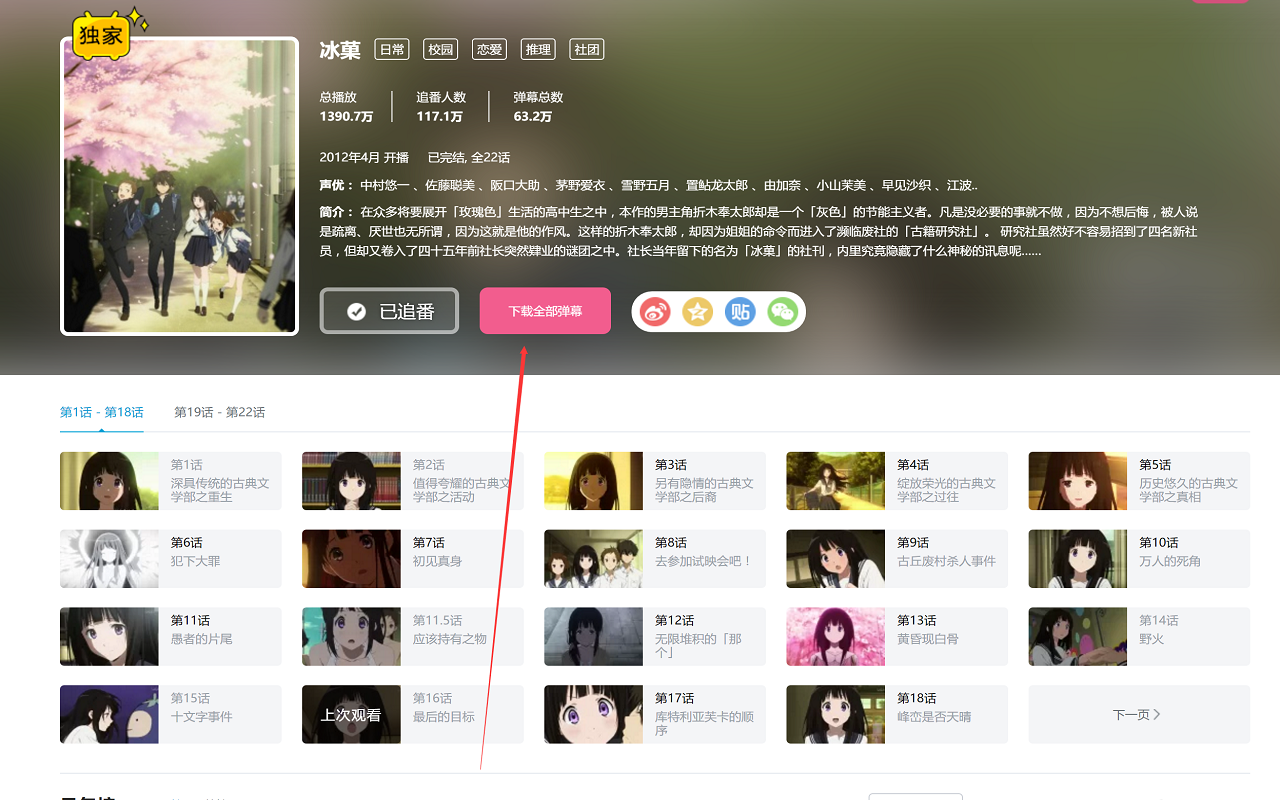 独家
冰菓 日常 校园 恋爱 推理 社团
总播放 追番人数 弹幕总数
1390.7万 117.1万 63.2万
2012年4月 开播 已完结, 全22话
声优： 中村悠一 、佐藤聪美 、阪口大助 、茅野爱衣 、雪野五月 、置鲇龙太郎 、由加奈 、小山茉美 、早见沙织 、江波..
简介： 在众多将要展开「玫瑰色」生活的高中生之中，本作的男主角折木奉太郎却是一个「灰色」的节能主义者。凡是没必要的事就不做，因为不想后悔，被人说
是疏离、厌世也无所谓，因为这就是他的作风。这样的折木奉太郎，却因为姐姐的命令而进入了濒临废社的「古籍研究社」。 研究社虽然好不容易招到了四名新社
员，但却又卷入了四十五年前社长突然肄业的谜团之中。社长当年留下的名为「冰菓」的社刊，内里究竟隐藏了什么神秘的讯息呢......
已追番 下载全部弹幕 贴
第1话 - 第18话 第19话 - 第22话
第1话
深具传统的古典文
学部之重生
第2话
值得夸耀的古典文
学部之活动
第3话
另有隐情的古典文
学部之后裔
第4话
绽放荣光的古典文
学部之过往
第5话
历史悠久的古典文
学部之真相
第6话
犯下大罪
第7话
初见真身
第8话
去参加试映会吧！
第9话
古丘废村杀人事件
第10话
万人的死角
第11话
愚者的片尾
第11.5话
应该持有之物
第12话
无限堆积的「那
个」
第13话
黄昏现白骨
第14话
野火
第15话
十文字事件
上次观看
第16话
最后的目标
第17话
库特利亚芙卡的顺
序
第18话
峰峦是否天晴
下一页